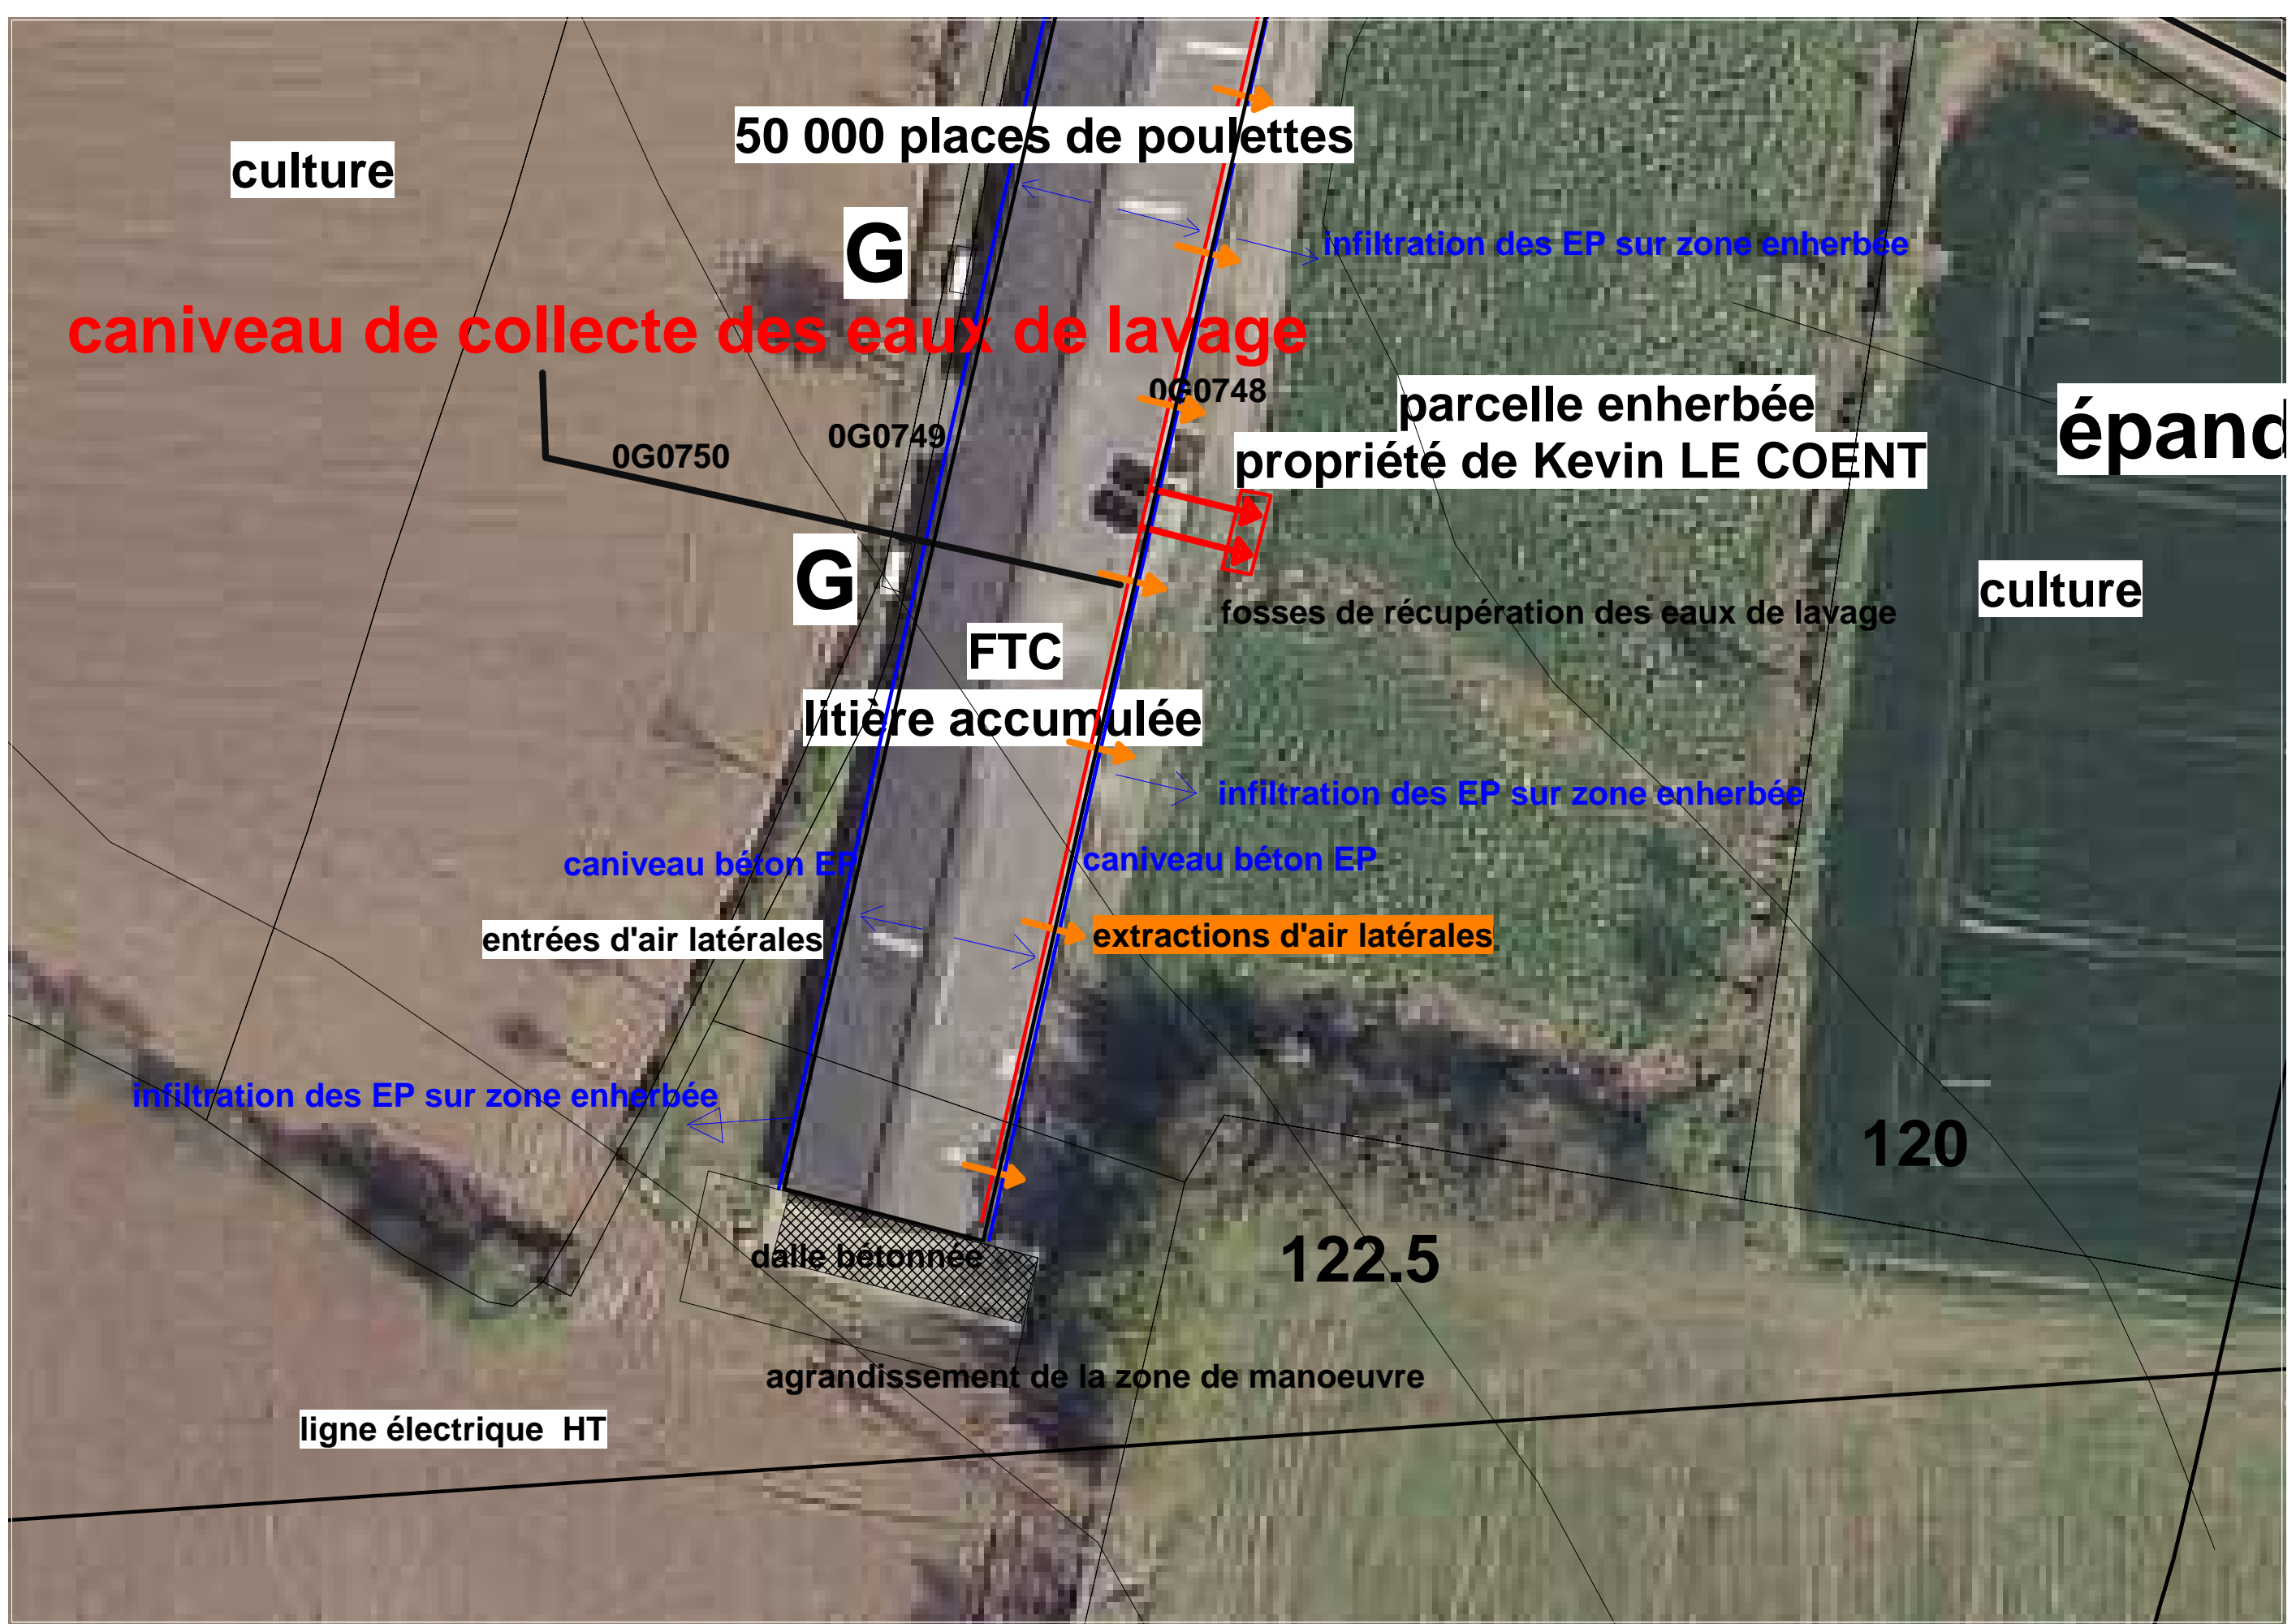 50 000 places de poulettes
culture
G
infiltration des EP sur zone enherbée
caniveau de collecte des eaux de lavage
0G0748
parcelle enherbée
propriété de Kevin LE COENT
épand
0G0749
0G0750
G
culture
fosses de récupération des eaux de lavage
FTC
litière accumulée
infiltration des EP sur zone enherbée
caniveau béton EP
caniveau béton EP
entrées d'air latérales
extractions d'air latérales
infiltration des EP sur zone enherbée
120
122.5
dalle bétonnée
agrandissement de la zone de manoeuvre
ligne électrique HT